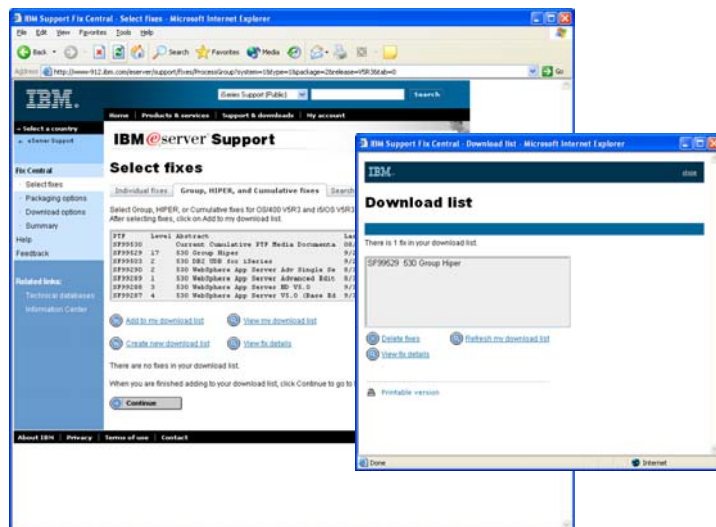 IBM Support Fix Central - Select fixes - Microsoft Internet Explorer
File Edit View Favorites Tools Help
Back Search Favorites Media
Address http://www-912.ibm.com/eserver/support/fixes/ProcessGroup?system=1&type=1&package=2&release=V5R3&tab=0 Go
IBM.
iSeries Support (Public) Search
Home | Products & services | Support & downloads | My account
Select a country
eServer Support
Fix Central
Select fixes
Packaging options
Download options
Summary
Help
Feedback
Related links:
Technical databases
Information Center
IBM @server Support
Select fixes
Individual fixes Group, HIPER, and Cumulative fixes Search
Select Group, HIPER, or Cumulative fixes for OS/400 V5R3 and i5/OS V5R3
After selecting fixes, click on Add to my download list.
PTF Level Abstract
SF99530 Current Cumulative PTF Media Documenta
SF99529 17 530 Group Hiper
SF99503 2 530 DB2 UDB for iSeries
SF99290 2 530 WebSphere App Server Adv Single Se
SF99289 1 530 WebSphere App Server Advanced Edit
SF99288 3 530 WebSphere App Server ND V5.0
SF99287 4 530 WebSphere App Server V5.0 (Base Ed
Add to my download list View my download list
Create new download list View fix details
There are no fixes in your download list.
When you are finished adding to your download list, click Continue to go to
Continue
About IBM | Privacy | Terms of use | Contact
IBM Support Fix Central - Download list - Microsoft Internet Explorer
IBM.
close
Download list
There is 1 fix in your download list.
SF99529 530 Group Hiper
Delete fixes Refresh my download list
View fix details
Printable version
Done Internet